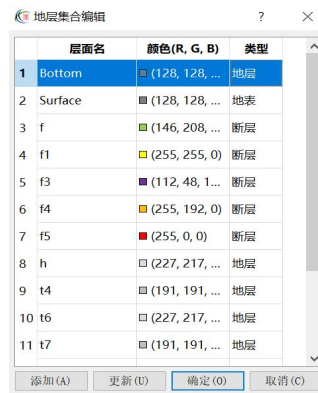 地层集合编辑 ? ×
层面名 颜色(R, G, B) 类型
1 Bottom (128, 128, ... 地层
2 Surface (128, 128, ... 地表
3 f (146, 208, ... 断层
4 f1 (255, 255, 0) 断层
5 f3 (112, 48, 1... 断层
6 f4 (255, 192, 0) 断层
7 f5 (255, 0, 0) 断层
8 h (227, 217, ... 地层
9 t4 (191, 191, ... 地层
10 t6 (227, 217, ... 地层
11 t7 (191, 191, ... 地层
添加(A) 更新(U) 确定(O) 取消(C)